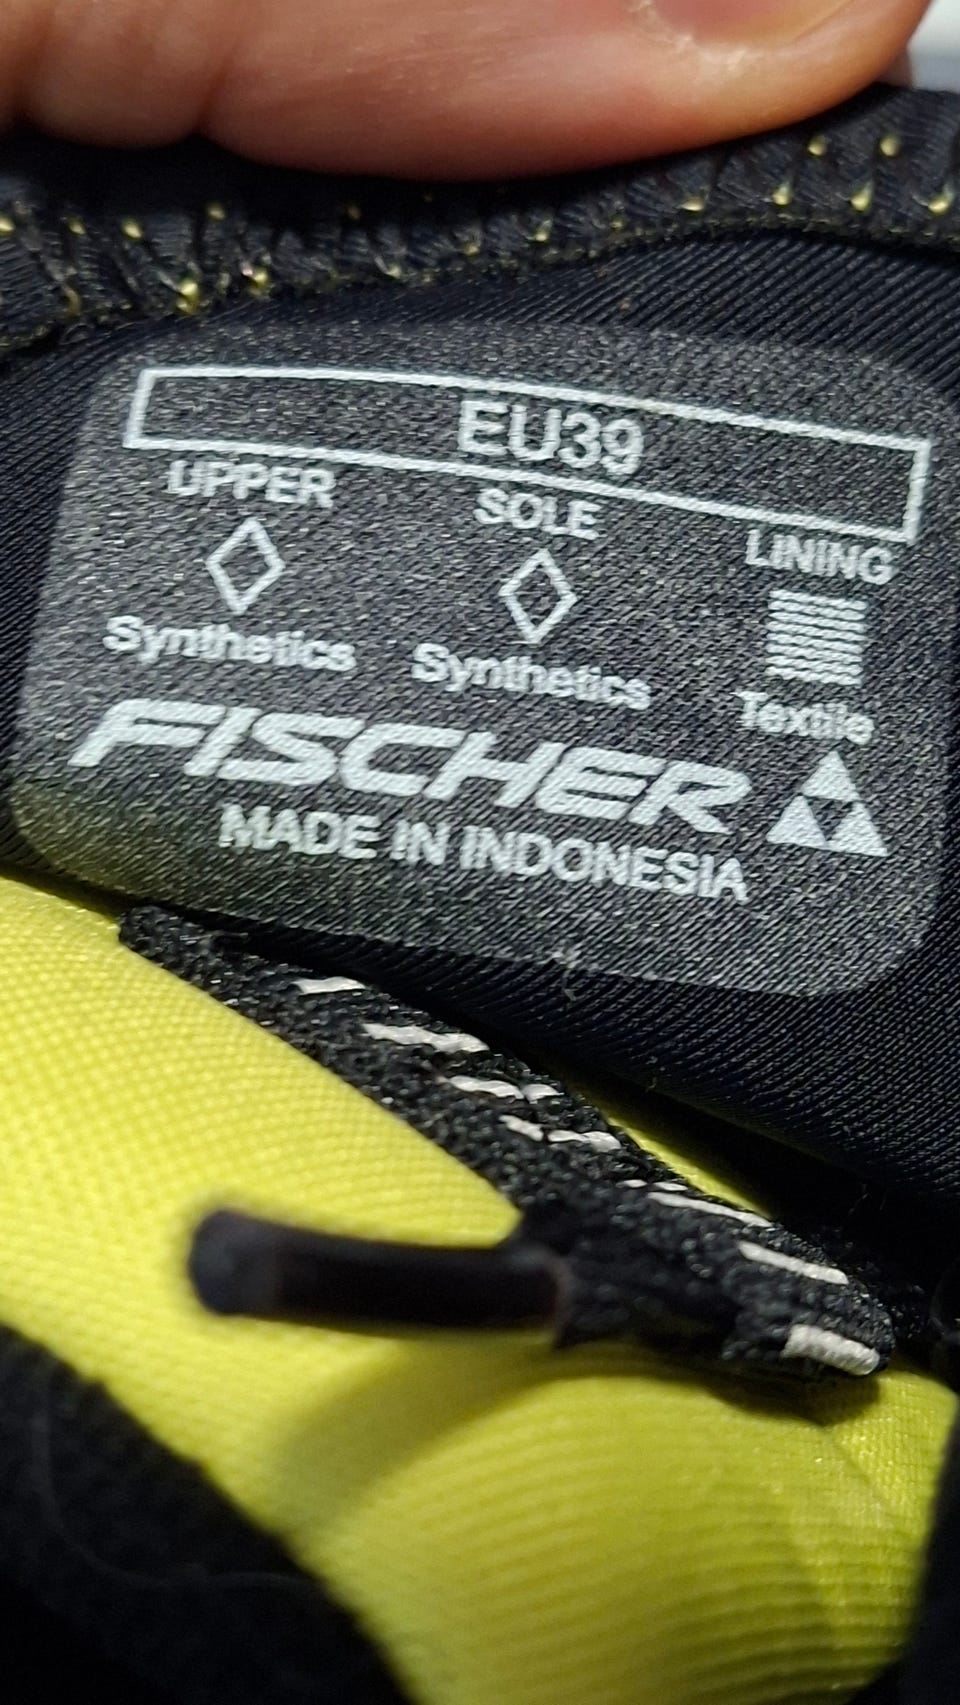 EU39
UPPER SOLE LINING
Synthetics Synthetics Textile
FISCHER
MADE IN INDONESIA